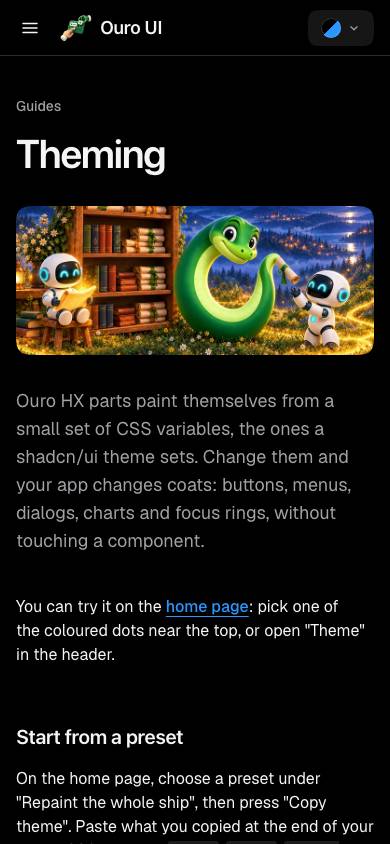 Ouro UI
Guides
Theming
Ouro HX parts paint themselves from a
small set of CSS variables, the ones a
shadcn/ui theme sets. Change them and
your app changes coats: buttons, menus,
dialogs, charts and focus rings, without
touching a component.
You can try it on the home page: pick one of
the coloured dots near the top, or open "Theme"
in the header.
Start from a preset
On the home page, choose a preset under
"Repaint the whole ship", then press "Copy
theme". Paste what you copied at the end of your